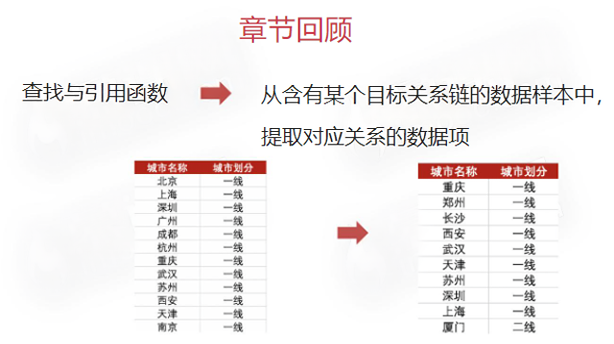 章节回顾
查找与引用函数
从含有某个目标关系链的数据样本中，
提取对应关系的数据项
城市名称 城市划分
北京 一线
上海 一线
深圳 一线
广州 一线
成都 一线
杭州 一线
重庆 一线
武汉 一线
苏州 一线
西安 一线
天津 一线
南京 一线
城市名称 城市划分
重庆 一线
郑州 一线
长沙 一线
西安 一线
武汉 一线
天津 一线
苏州 一线
深圳 一线
上海 一线
厦门 二线